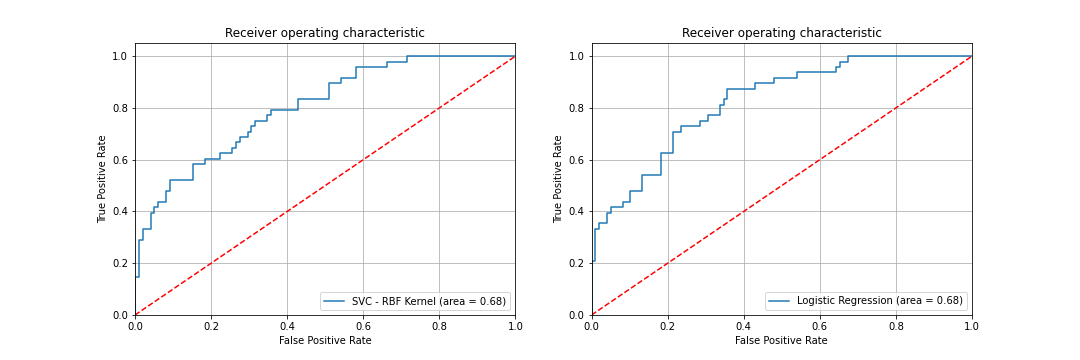 Receiver operating characteristic
True Positive Rate
1.0
0.8
0.6
0.4
0.2
0.0
SVC - RBF Kernel (area = 0.68)
0.0 0.2 0.4 0.6 0.8 1.0
False Positive Rate
Receiver operating characteristic
True Positive Rate
1.0
0.8
0.6
0.4
0.2
0.0
Logistic Regression (area = 0.68)
0.0 0.2 0.4 0.6 0.8 1.0
False Positive Rate